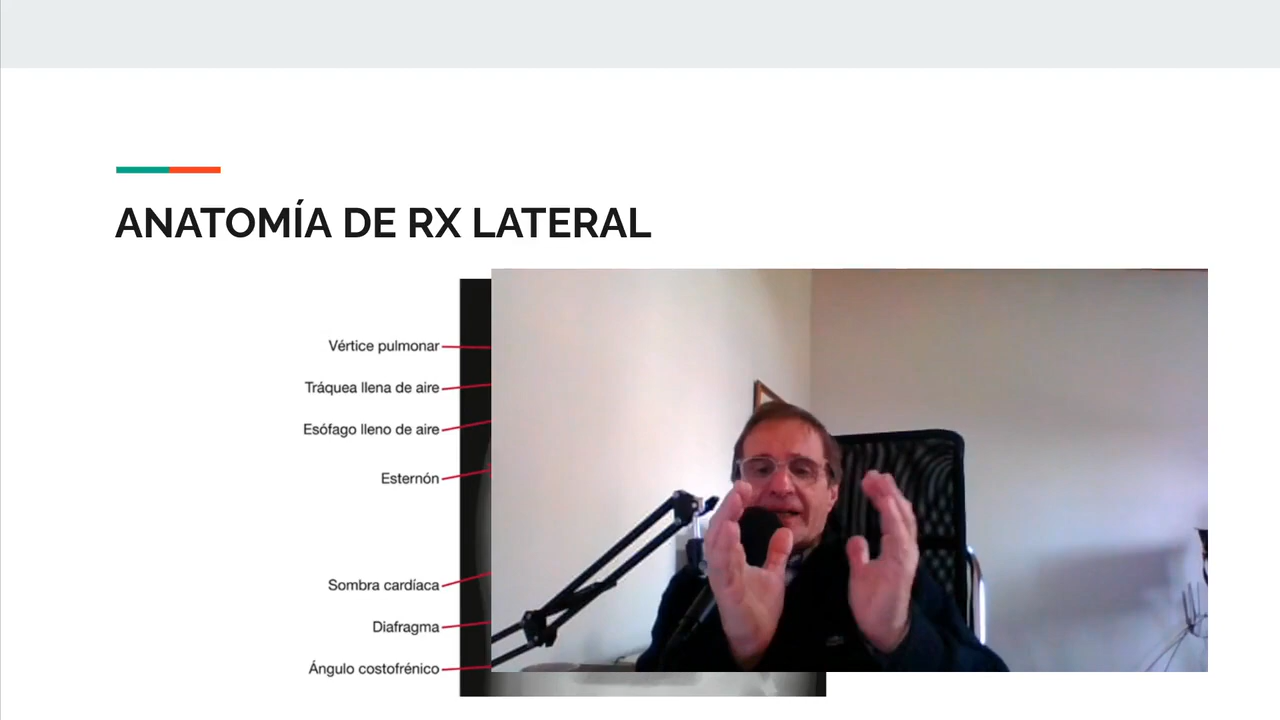 ANATOMÍA DE RX LATERAL
Vértice pulmonar
Tráquea llena de aire
Esófago lleno de aire
Esternón
Sombra cardíaca
Diafragma
Ángulo costofrénico